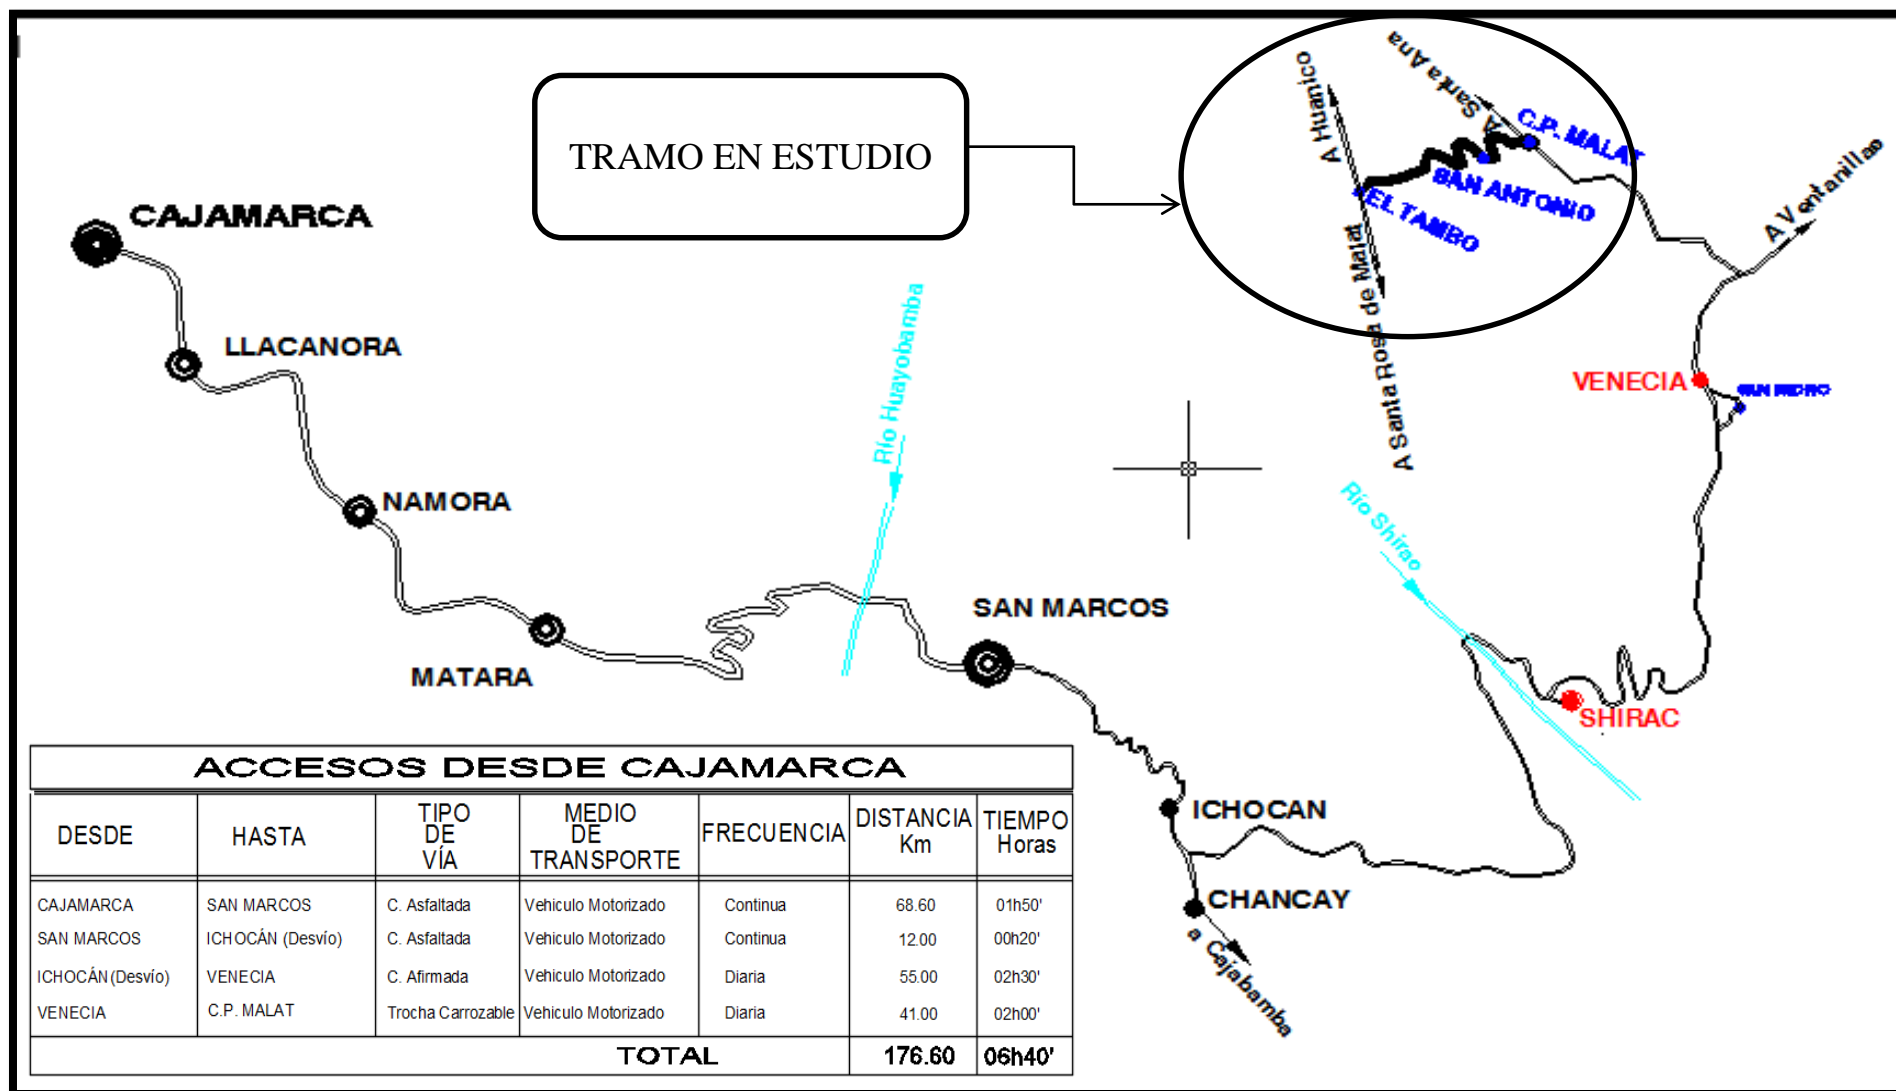 TRAMO EN ESTUDIO
A Huanico
A Santa Ana
C.P. MALAT
SAN ANTONIO
EL TAMBO
A Ventanillas
A Santa Rosa de Malat
CAJAMARCA
LLACANORA
Río Huayobamba
VENECIA
NAMORA
Río Shirac
SAN MARCOS
MATARA
SHIRAC
ICHOCAN
CHANCAY
a Cajabamba
ACCESOS DESDE CAJAMARCA
DESDE HASTA TIPO DE VÍA MEDIO DE TRANSPORTE FRECUENCIA DISTANCIA Km TIEMPO Horas
CAJAMARCA SAN MARCOS C. Asfaltada Vehiculo Motorizado Continua 68.60 01h50'
SAN MARCOS ICHOCÁN (Desvío) C. Asfaltada Vehiculo Motorizado Continua 12.00 00h20'
ICHOCÁN (Desvío) VENECIA C. Afirmada Vehiculo Motorizado Diaria 55.00 02h30'
VENECIA C.P. MALAT Trocha Carrozable Vehiculo Motorizado Diaria 41.00 02h00'
TOTAL 176.60 06h40'